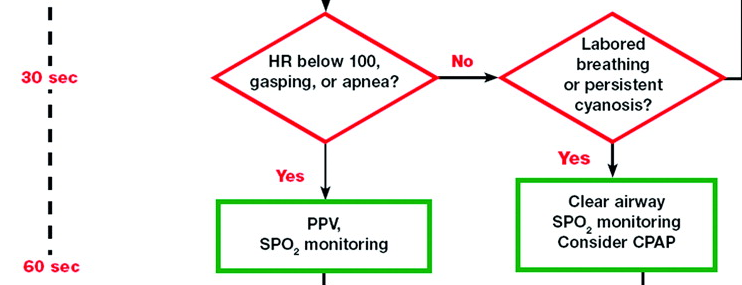 30 sec
HR below 100,
gasping, or apnea?
No
Labored
breathing
or persistent
cyanosis?
Yes
Yes
PPV,
SPO₂ monitoring
Clear airway
SPO₂ monitoring
Consider CPAP
60 sec